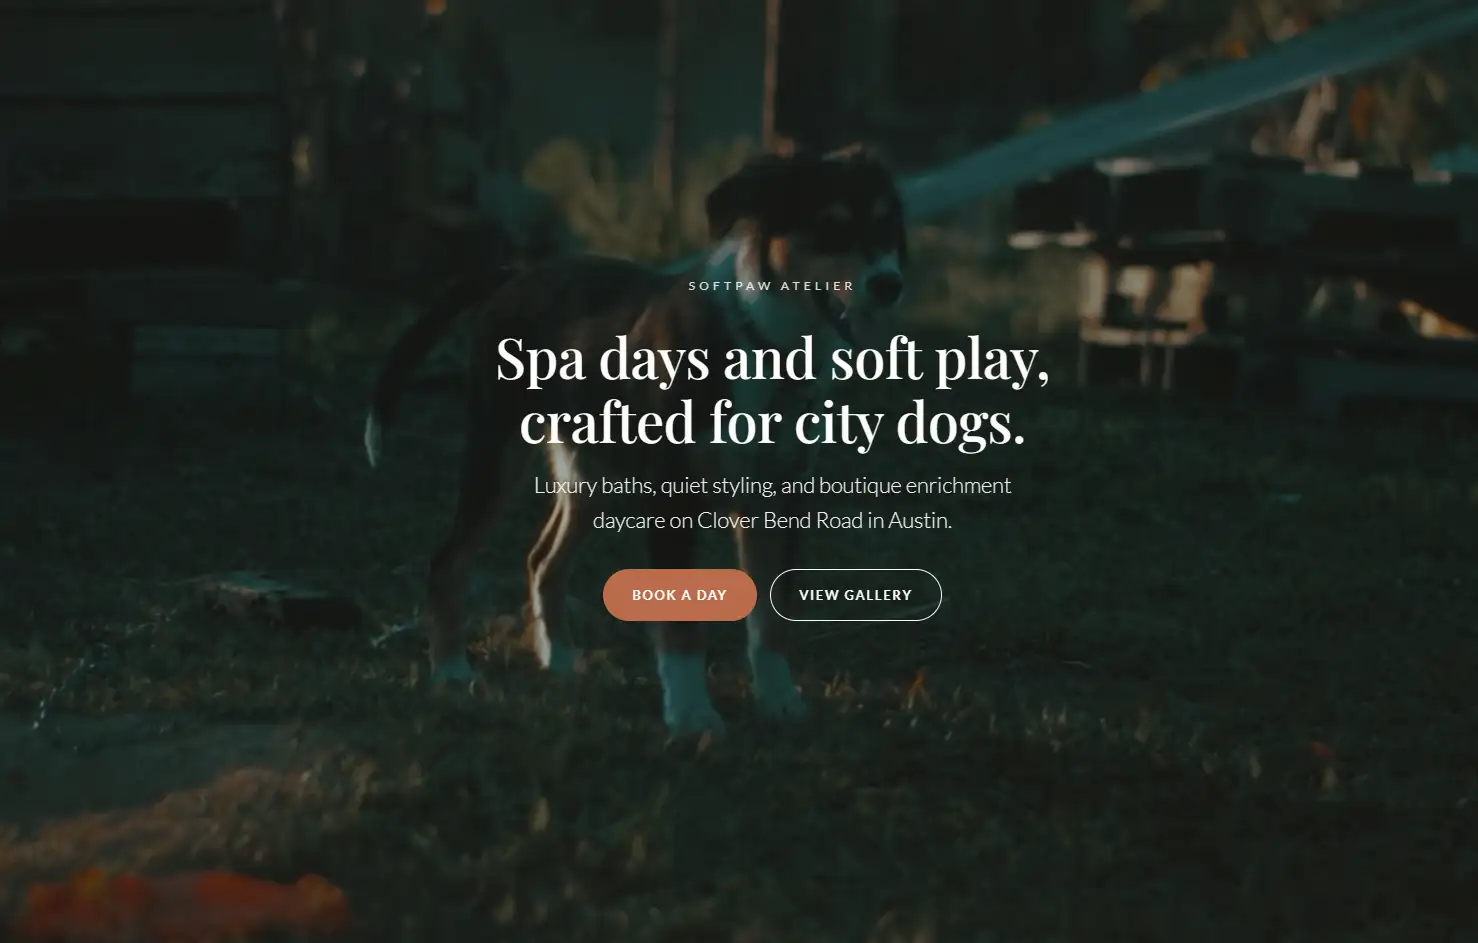 SOFTPAW ATELIER
Spa days and soft play,
crafted for city dogs.
Luxury baths, quiet styling, and boutique enrichment
daycare on Clover Bend Road in Austin.
BOOK A DAY
VIEW GALLERY